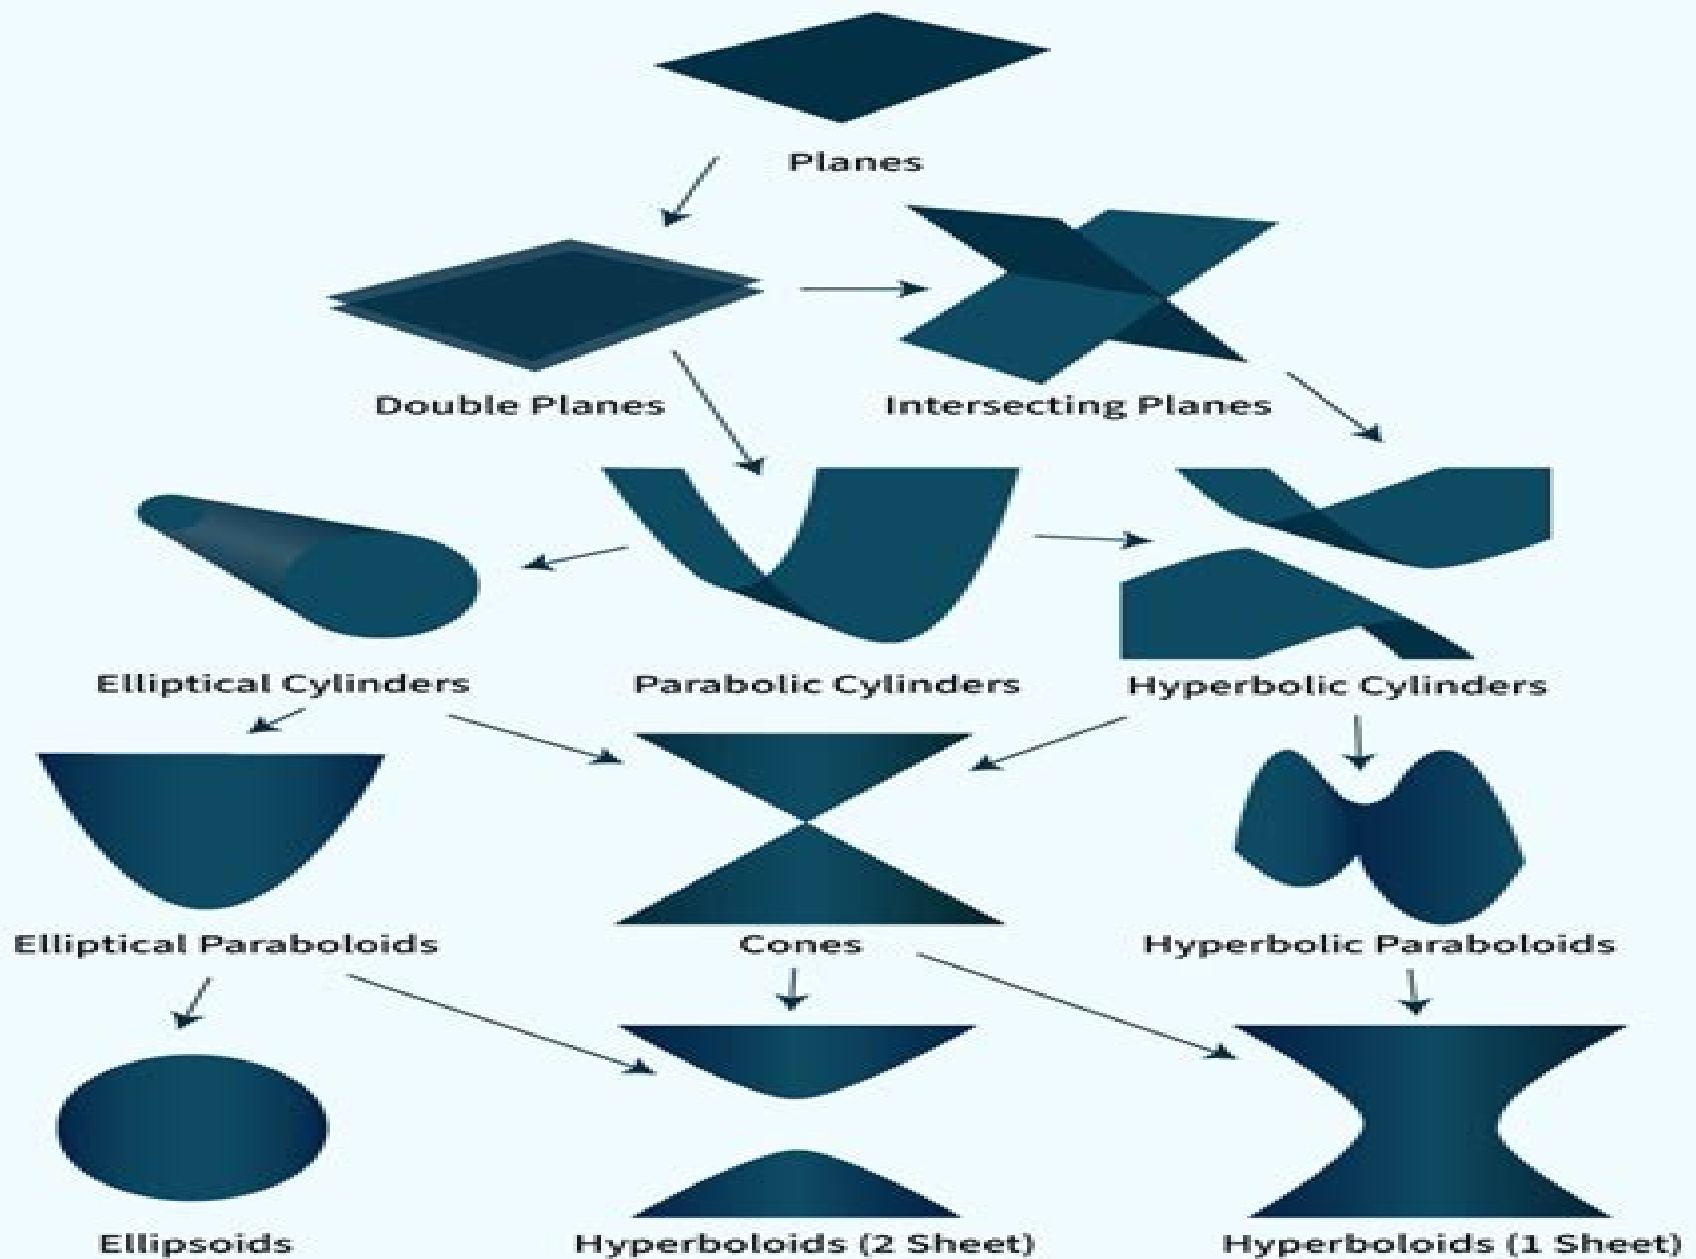 Planes
Double Planes
Intersecting Planes
Elliptical Cylinders
Parabolic Cylinders
Hyperbolic Cylinders
Elliptical Paraboloids
Cones
Hyperbolic Paraboloids
Ellipsoids
Hyperboloids (2 Sheet)
Hyperboloids (1 Sheet)